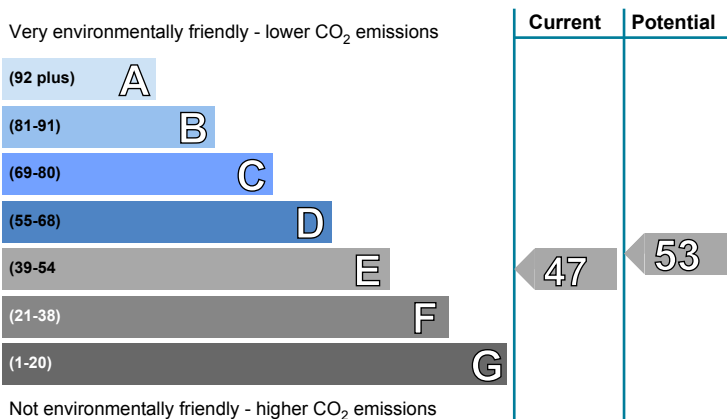 Very environmentally friendly - lower CO2 emissions
Current
Potential
(92 plus) A
(81-91) B
(69-80) C
(55-68) D
(39-54 E
47
53
(21-38) F
(1-20) G
Not environmentally friendly - higher CO2 emissions